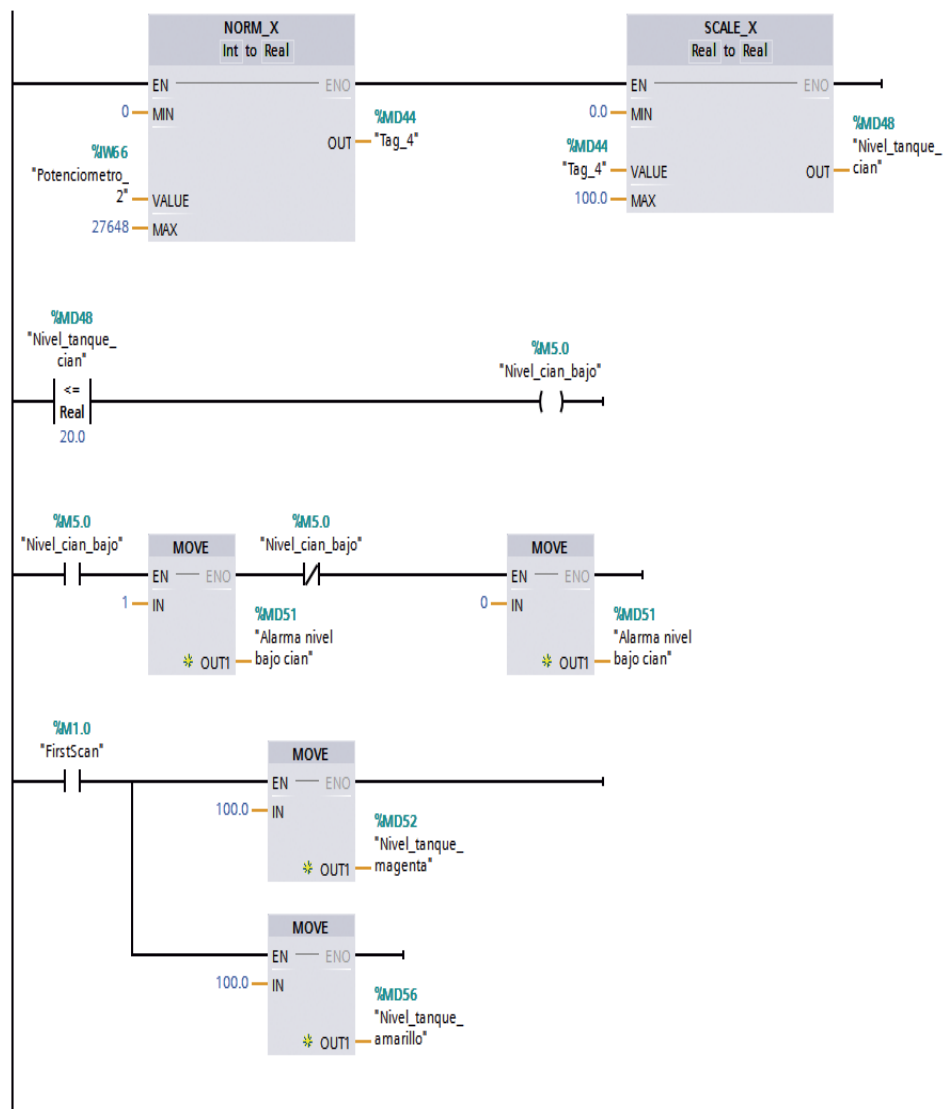 NORM_X
Int to Real
EN
ENO
0
MIN
%MD44
OUT
"Tag_4"
%IW66
"Potenciometro_
2"
VALUE
27648
MAX
SCALE_X
Real to Real
EN
ENO
0.0
MIN
%MD48
"Nivel_tanque_
cian"
%MD44
"Tag_4"
VALUE
OUT
100.0
MAX
%MD48
"Nivel_tanque_
cian"
<=
Real
20.0
%M5.0
"Nivel_cian_bajo"
%M5.0
"Nivel_cian_bajo"
MOVE
EN
ENO
1
IN
%MD51
"Alarma nivel
bajo cian"
OUT1
%M5.0
"Nivel_cian_bajo"
MOVE
EN
ENO
0
IN
%MD51
"Alarma nivel
bajo cian"
OUT1
%M1.0
"FirstScan"
MOVE
EN
ENO
100.0
IN
%MD52
"Nivel_tanque_
magenta"
OUT1
MOVE
EN
ENO
100.0
IN
%MD56
"Nivel_tanque_
amarillo"
OUT1